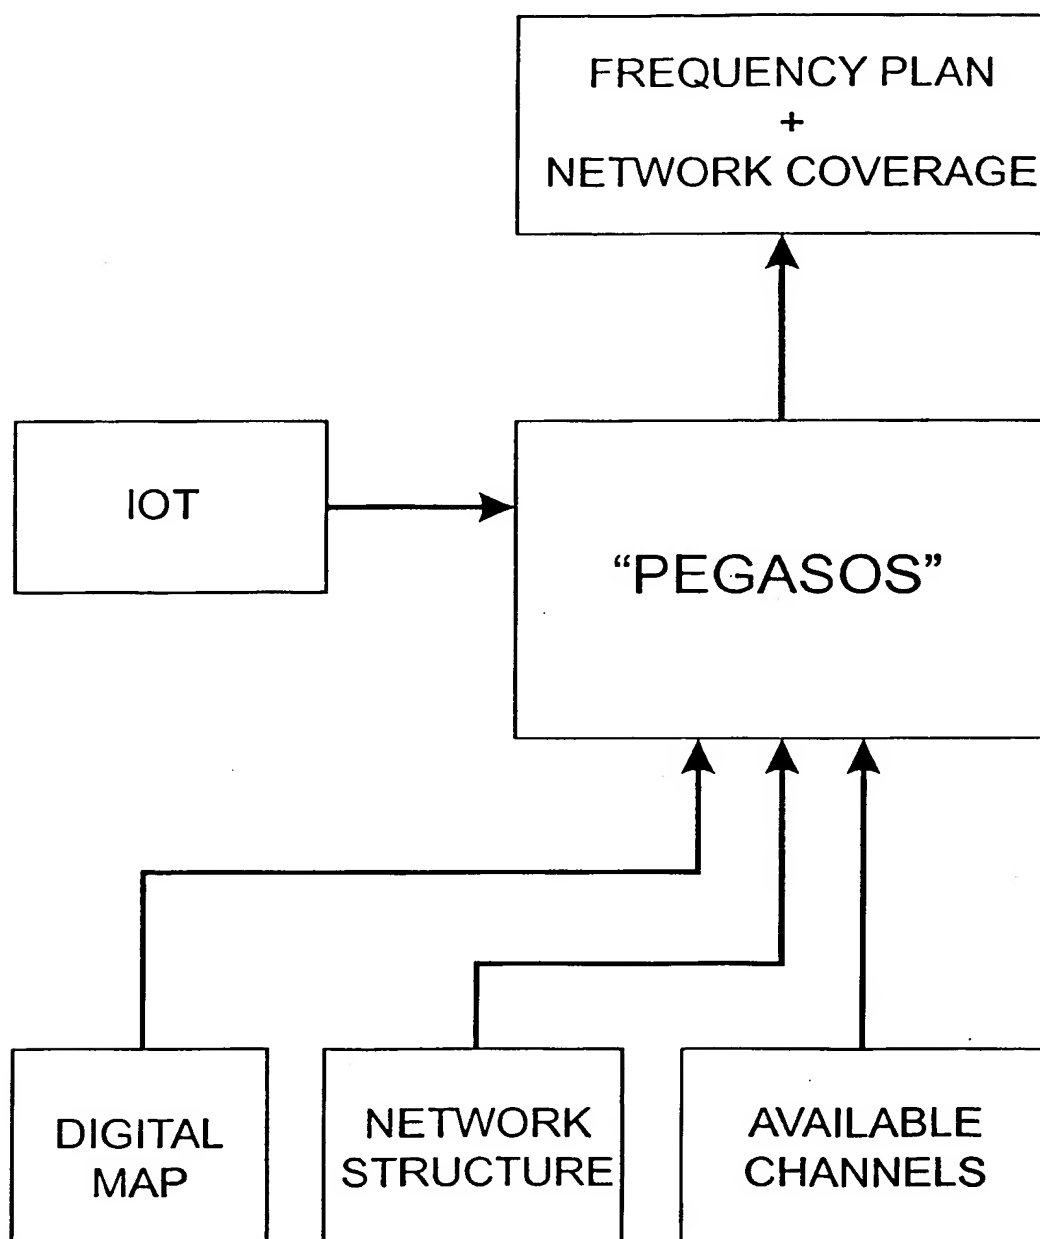 FREQUENCY PLAN
+
NETWORK COVERAGE
IOT
“PEGASOS”
DIGITAL
MAP
NETWORK
STRUCTURE
AVAILABLE
CHANNELS